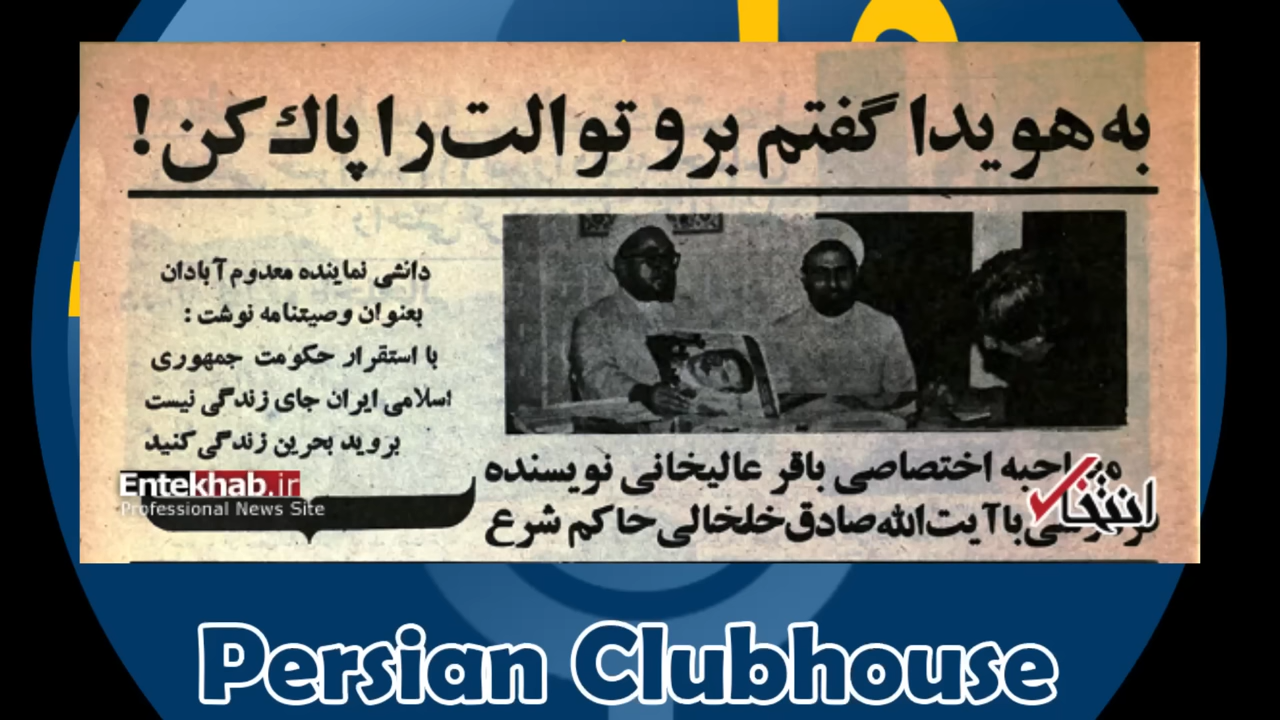 به هویدا گفتم برو توالت را پاك کن!
دانشی نماینده معدوم آبادان
بعنوان وصیتنامه نوشت:
با استقرار حکومت جمهوری
اسلامی ایران جای زندگی نیست
بروید بحرین زندگی کنید
اختصاصی باقر عالیخانی نویسنده
با آیت‌الله صادق خلخالی حاکم شرع
Entekhab.ir
Professional News Site
انتخاب
Persian Clubhouse